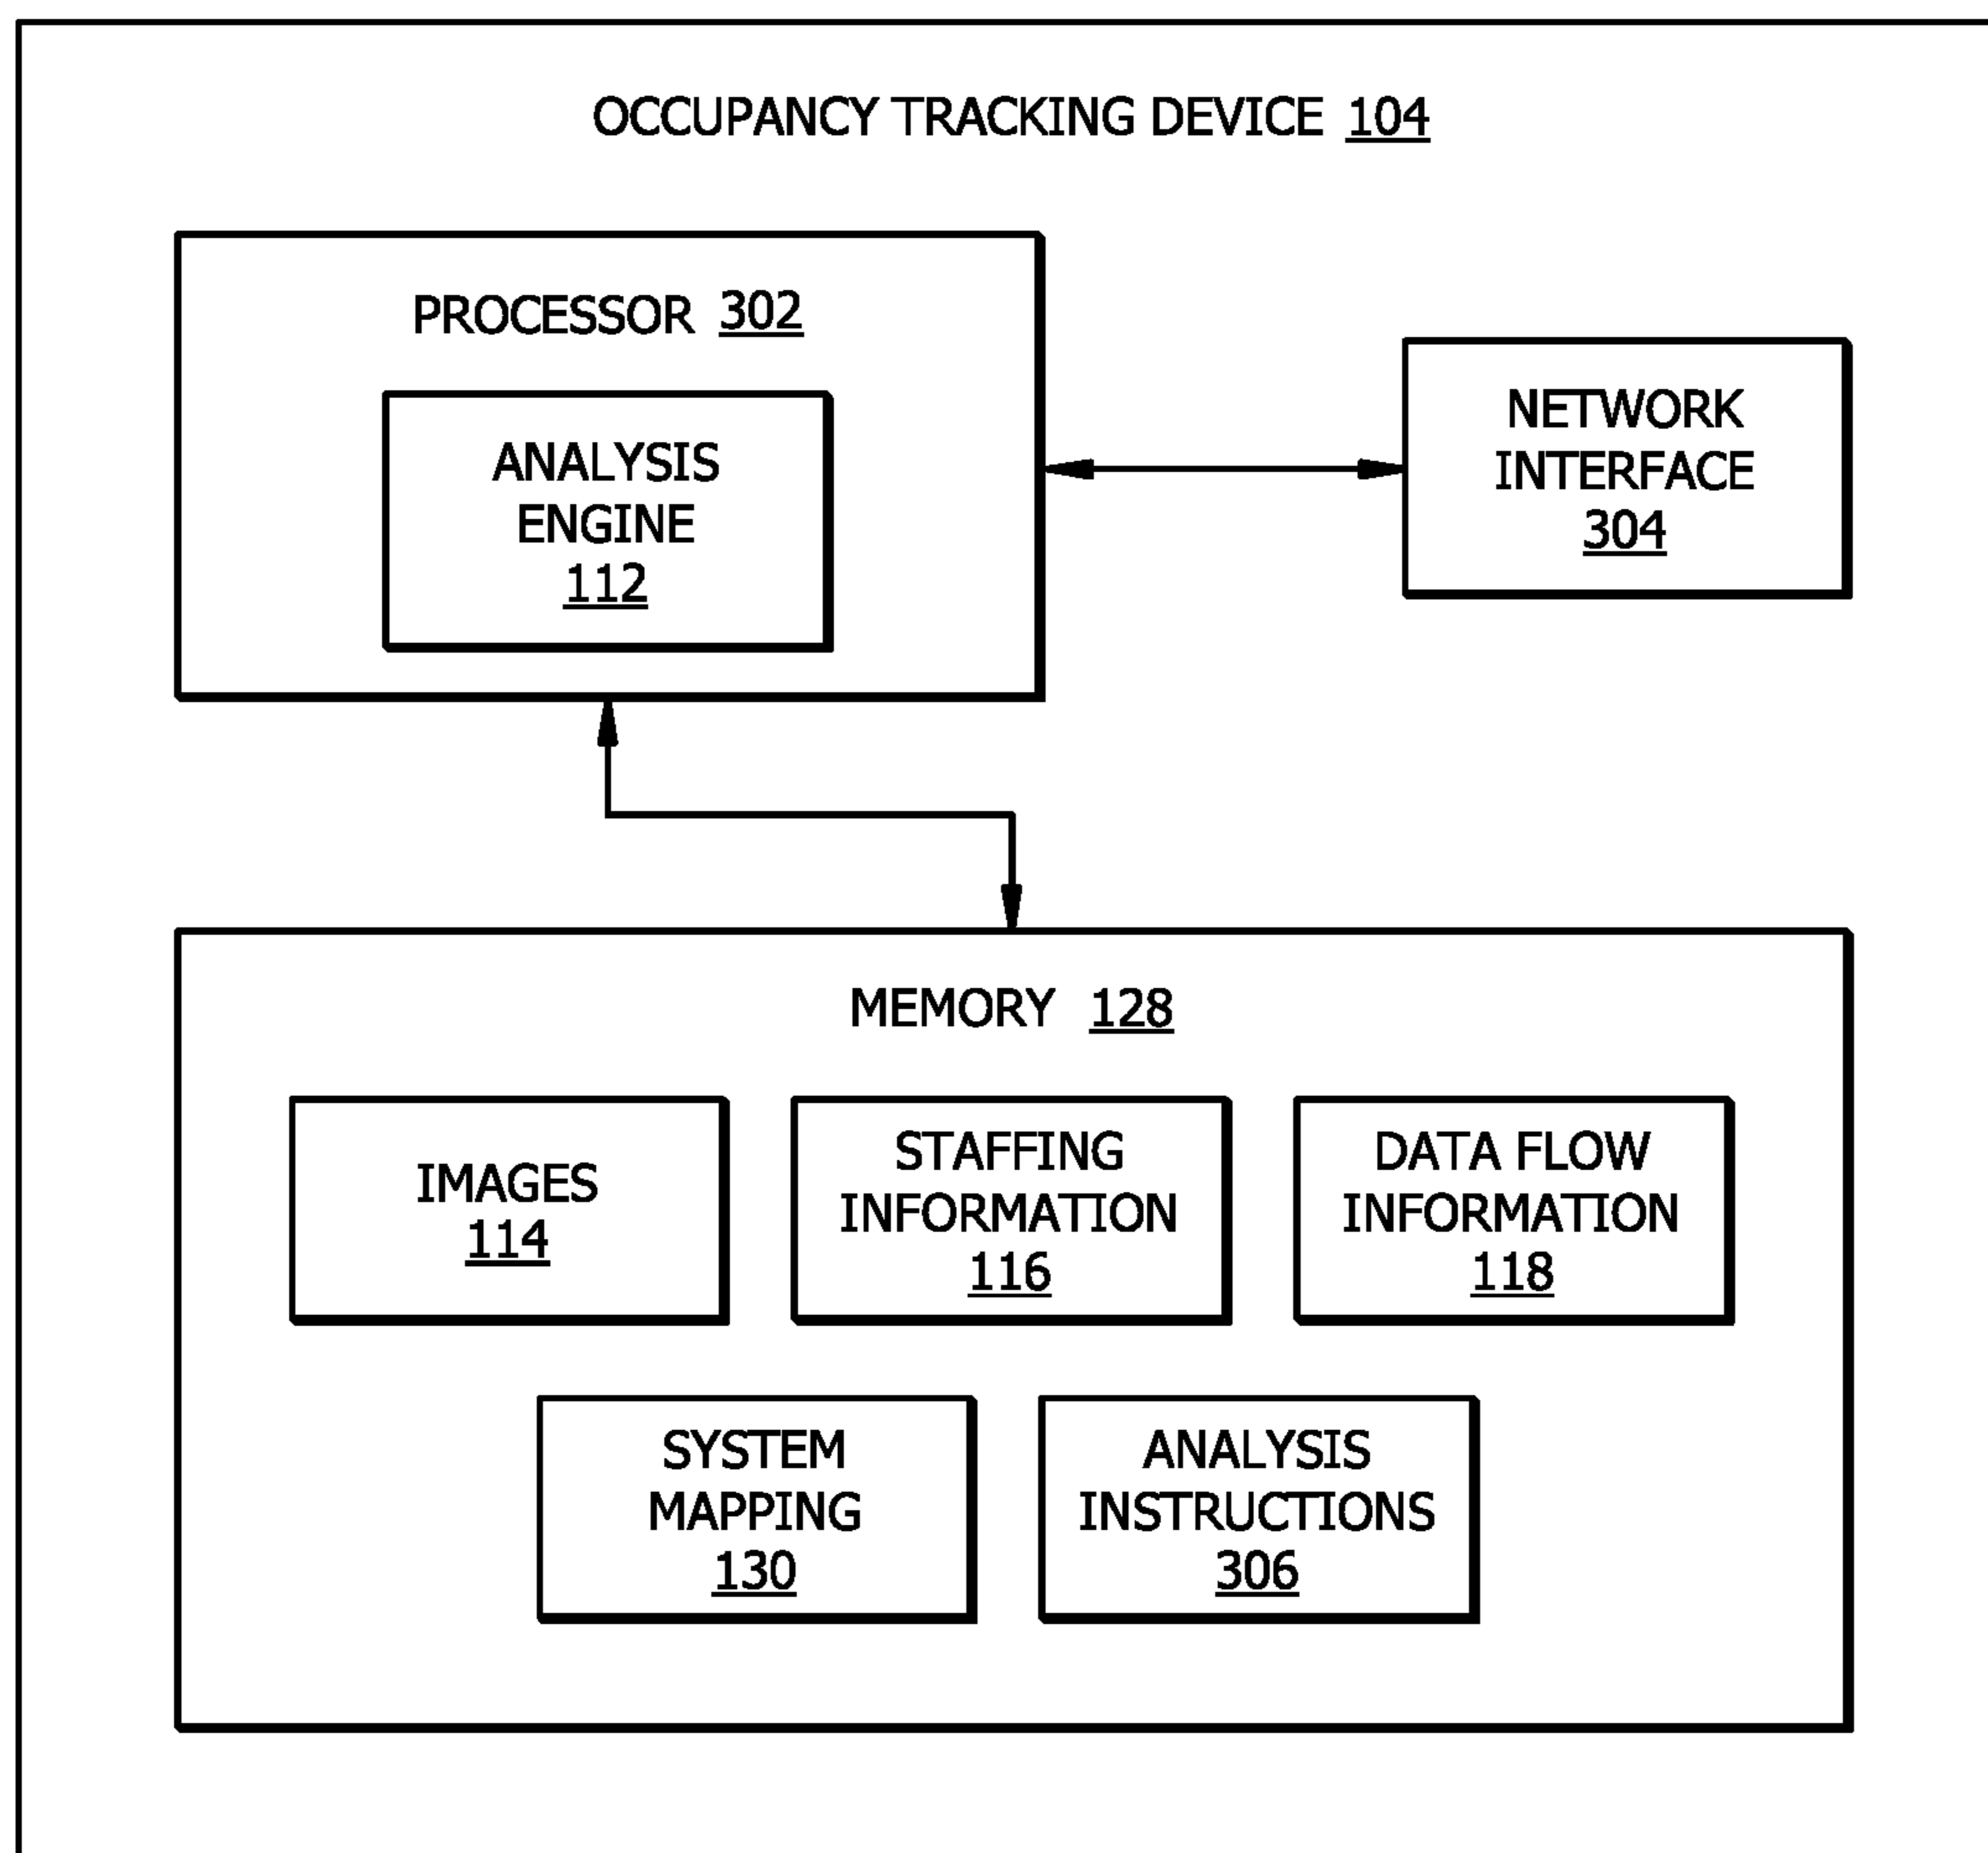 OCCUPANCY TRACKING DEVICE 104
PROCESSOR 302
ANALYSIS
ENGINE
112
NETWORK
INTERFACE
304
MEMORY 128
IMAGES
114
STAFFING
INFORMATION
116
DATA FLOW
INFORMATION
118
SYSTEM
MAPPING
130
ANALYSIS
INSTRUCTIONS
306